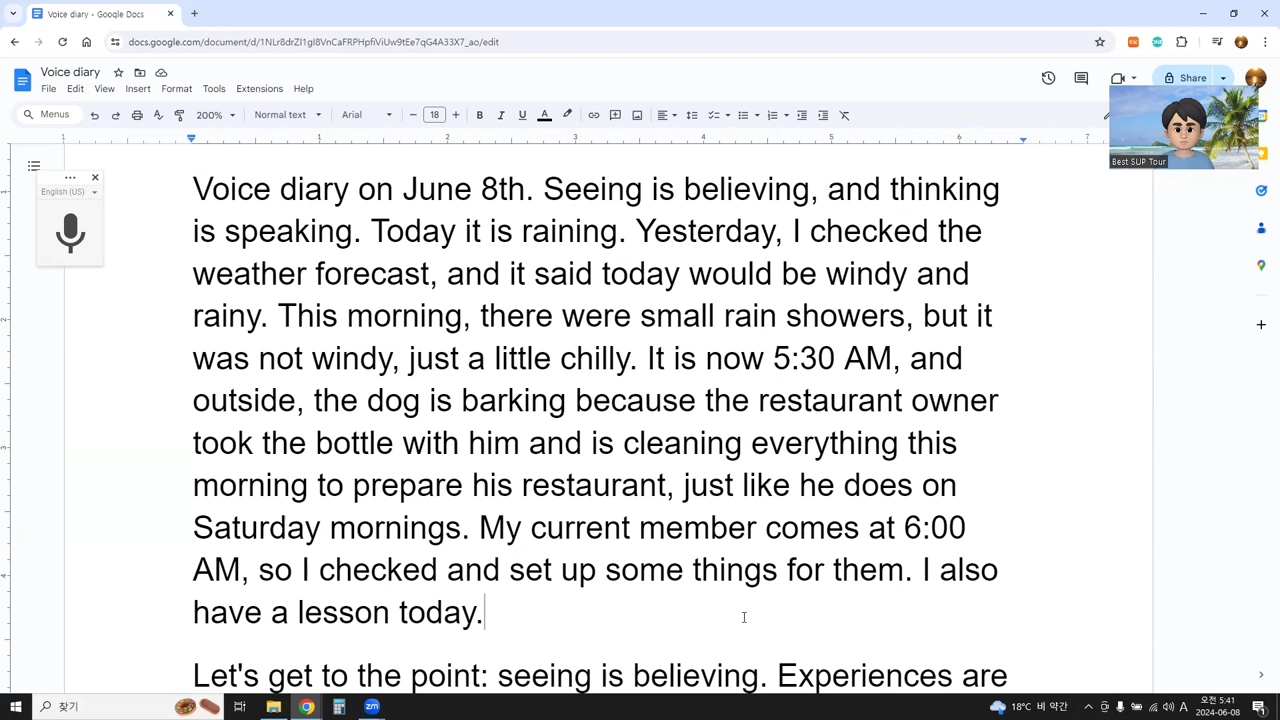 Voice diary - Google Docs
docs.google.com/document/d/1NLr8drZI1gI8VnCaFRPHpfiViUw9tEe7qG4A33X7_ao/edit
Voice diary
File Edit View Insert Format Tools Extensions Help
Share
Menus
200%
Normal text
Arial
18
B I U A
1 1 2 3 4 5 6 7
Best SUP Tour
English (US)
Voice diary on June 8th. Seeing is believing, and thinking
is speaking. Today it is raining. Yesterday, I checked the
weather forecast, and it said today would be windy and
rainy. This morning, there were small rain showers, but it
was not windy, just a little chilly. It is now 5:30 AM, and
outside, the dog is barking because the restaurant owner
took the bottle with him and is cleaning everything this
morning to prepare his restaurant, just like he does on
Saturday mornings. My current member comes at 6:00
AM, so I checked and set up some things for them. I also
have a lesson today.
Let's get to the point: seeing is believing. Experiences are
찾기
18°C 비 약간
A
오전 5:41
2024-06-08